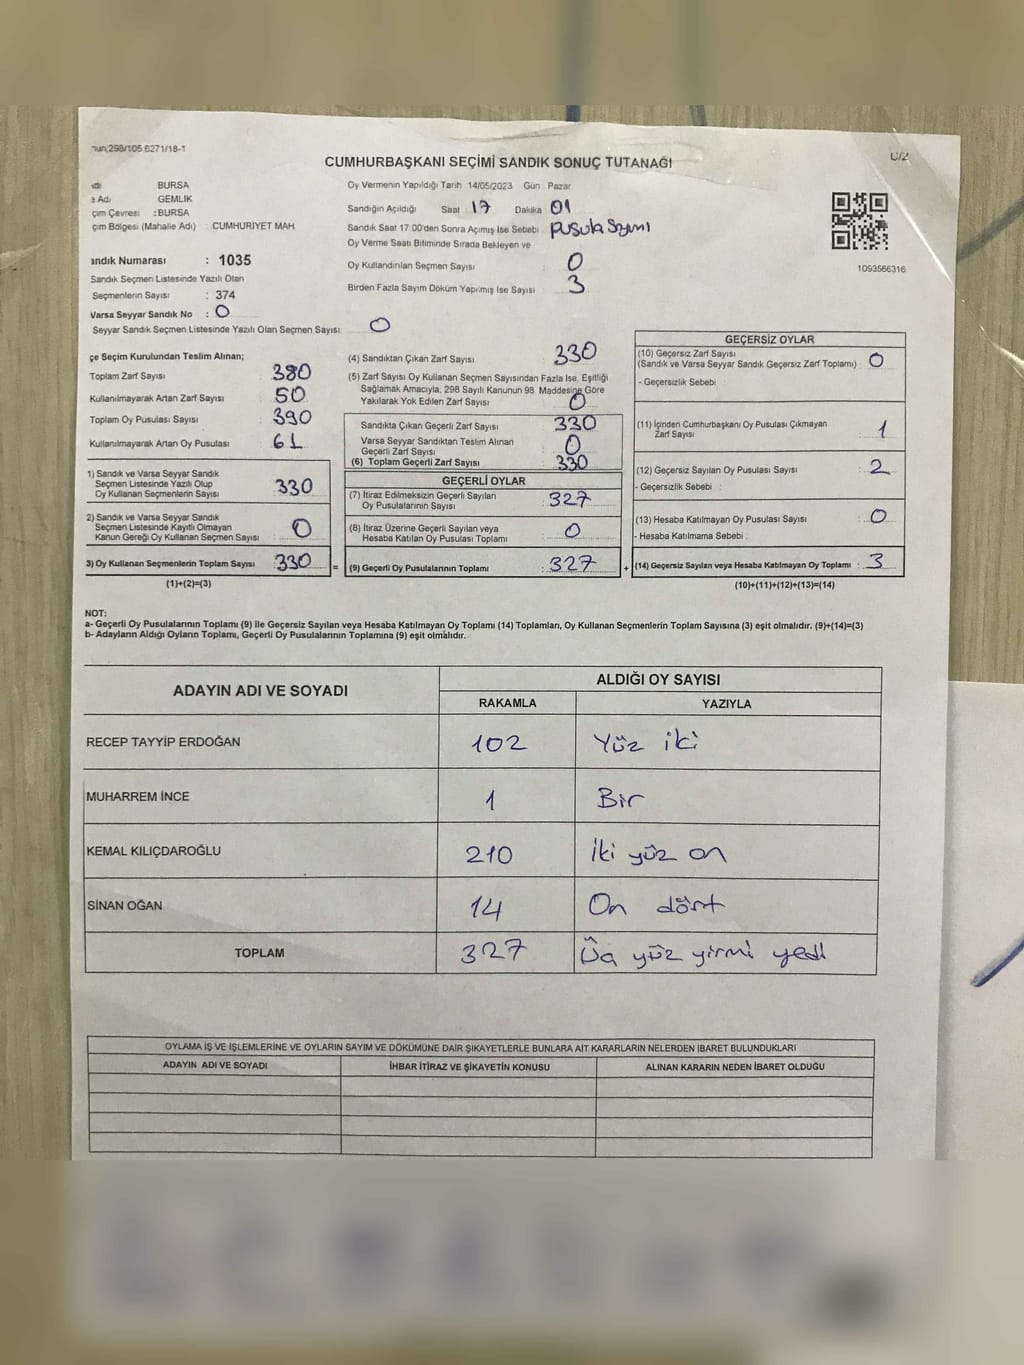 298/105 6271/18-1
CUMHURBAŞKANI SEÇİMİ SANDIK SONUÇ TUTANAĞI
BURSA
Adı GEMLIK
çim Çevresi : BURSA
çim Bölgesi (Mahalle Adı) CUMHURİYET MAH.
andık Numarası : 1035
Sandık Seçmen Listesinde Yazılı Olan
Seçmenlerin Sayısı : 374
Varsa Seyyar Sandık No : 0
Seyyar Sandık Seçmen Listesinde Yazılı Olan Seçmen Sayısı: 0
Oy Vermenin Yapıldığı Tarih 14/05/2023 Gün : Pazar
Sandığın Açıldığı Saat : 17 Dakika : 01
Sandık Saat 17.00'den Sonra Açılmış İse Sebebi : pusula Sayımı
Oy Verme Saati Bitiminde Sırada Bekleyen ve
Oy Kullandırılan Seçmen Sayısı : 0
Birden Fazla Sayım Döküm Yapılmış İse Sayısı : 3
1093566316
çe Seçim Kurulundan Teslim Alınan;
Toplam Zarf Sayısı : 380
Kullanılmayarak Artan Zarf Sayısı : 50
Toplam Oy Pusulası Sayısı : 390
Kullanılmayarak Artan Oy Pusulası : 61
1) Sandık ve Varsa Seyyar Sandık
Seçmen Listesinde Yazılı Olup
Oy Kullanan Seçmenlerin Sayısı : 330
2) Sandık ve Varsa Seyyar Sandık
Seçmen Listesinde Kayıtlı Olmayan
Kanun Gereği Oy Kullanan Seçmen Sayısı : 0
3) Oy Kullanan Seçmenlerin Toplam Sayısı : 330
(1)+(2)=(3)
(4) Sandıktan Çıkan Zarf Sayısı : 330
(5) Zarf Sayısı Oy Kullanan Seçmen Sayısından Fazla İse, Eşitliği
Sağlamak Amacıyla, 298 Sayılı Kanunun 98. Maddesine Göre
Yakılarak Yok Edilen Zarf Sayısı : 0
Sandıkta Çıkan Geçerli Zarf Sayısı : 330
Varsa Seyyar Sandıktan Teslim Alınan
Geçerli Zarf Sayısı : 0
(6) Toplam Geçerli Zarf Sayısı : 330
GEÇERLİ OYLAR
(7) İtiraz Edilmeksizin Geçerli Sayılan
Oy Pusulalarının Sayısı : 327
(8) İtiraz Üzerine Geçerli Sayılan veya
Hesaba Katılan Oy Pusulası Toplamı : 0
= (9) Geçerli Oy Pusulalarının Toplamı : 327 +
GEÇERSİZ OYLAR
(10) Geçersiz Zarf Sayısı
(Sandık ve Varsa Seyyar Sandık Geçersiz Zarf Toplamı) : 0
- Geçersizlik Sebebi
(11) İçinden Cumhurbaşkanı Oy Pusulası Çıkmayan
Zarf Sayısı : 1
(12) Geçersiz Sayılan Oy Pusulası Sayısı : 2
- Geçersizlik Sebebi :
(13) Hesaba Katılmayan Oy Pusulası Sayısı : 0
- Hesaba Katılmama Sebebi :
(14) Geçersiz Sayılan veya Hesaba Katılmayan Oy Toplamı : 3
(10)+(11)+(12)+(13)=(14)
NOT:
a- Geçerli Oy Pusulalarının Toplamı (9) ile Geçersiz Sayılan veya Hesaba Katılmayan Oy Toplamı (14) Toplamları, Oy Kullanan Seçmenlerin Toplam Sayısına (3) eşit olmalıdır. (9)+(14)=(3)
b- Adayların Aldığı Oyların Toplamı, Geçerli Oy Pusulalarının Toplamına (9) eşit olmalıdır.
ADAYIN ADI VE SOYADI ALDIĞI OY SAYISI
RAKAMLA YAZIYLA
RECEP TAYYİP ERDOĞAN 102 Yüz iki
MUHARREM İNCE 1 Bir
KEMAL KILIÇDAROĞLU 210 İki yüz on
SİNAN OĞAN 14 On dört
TOPLAM 327 yüz yirmi yedi
OYLAMA İŞ VE İŞLEMLERİNE VE OYLARIN SAYIM VE DÖKÜMÜNE DAİR ŞİKAYETLERLE BUNLARA AİT KARARLARIN NELERDEN İBARET BULUNDUKLARI
ADAYIN ADI VE SOYADI İHBAR İTİRAZ VE ŞİKAYETİN KONUSU ALINAN KARARIN NEDEN İBARET OLDUĞU